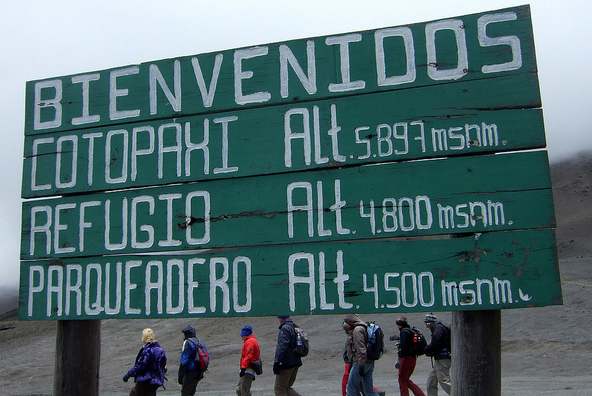 BIENVENIDOS
COTOPAXI Alt. 5.897 msnm.
REFUGIO Alt. 4.800 msnm.
PARQUEADERO Alt. 4.500 msnm.